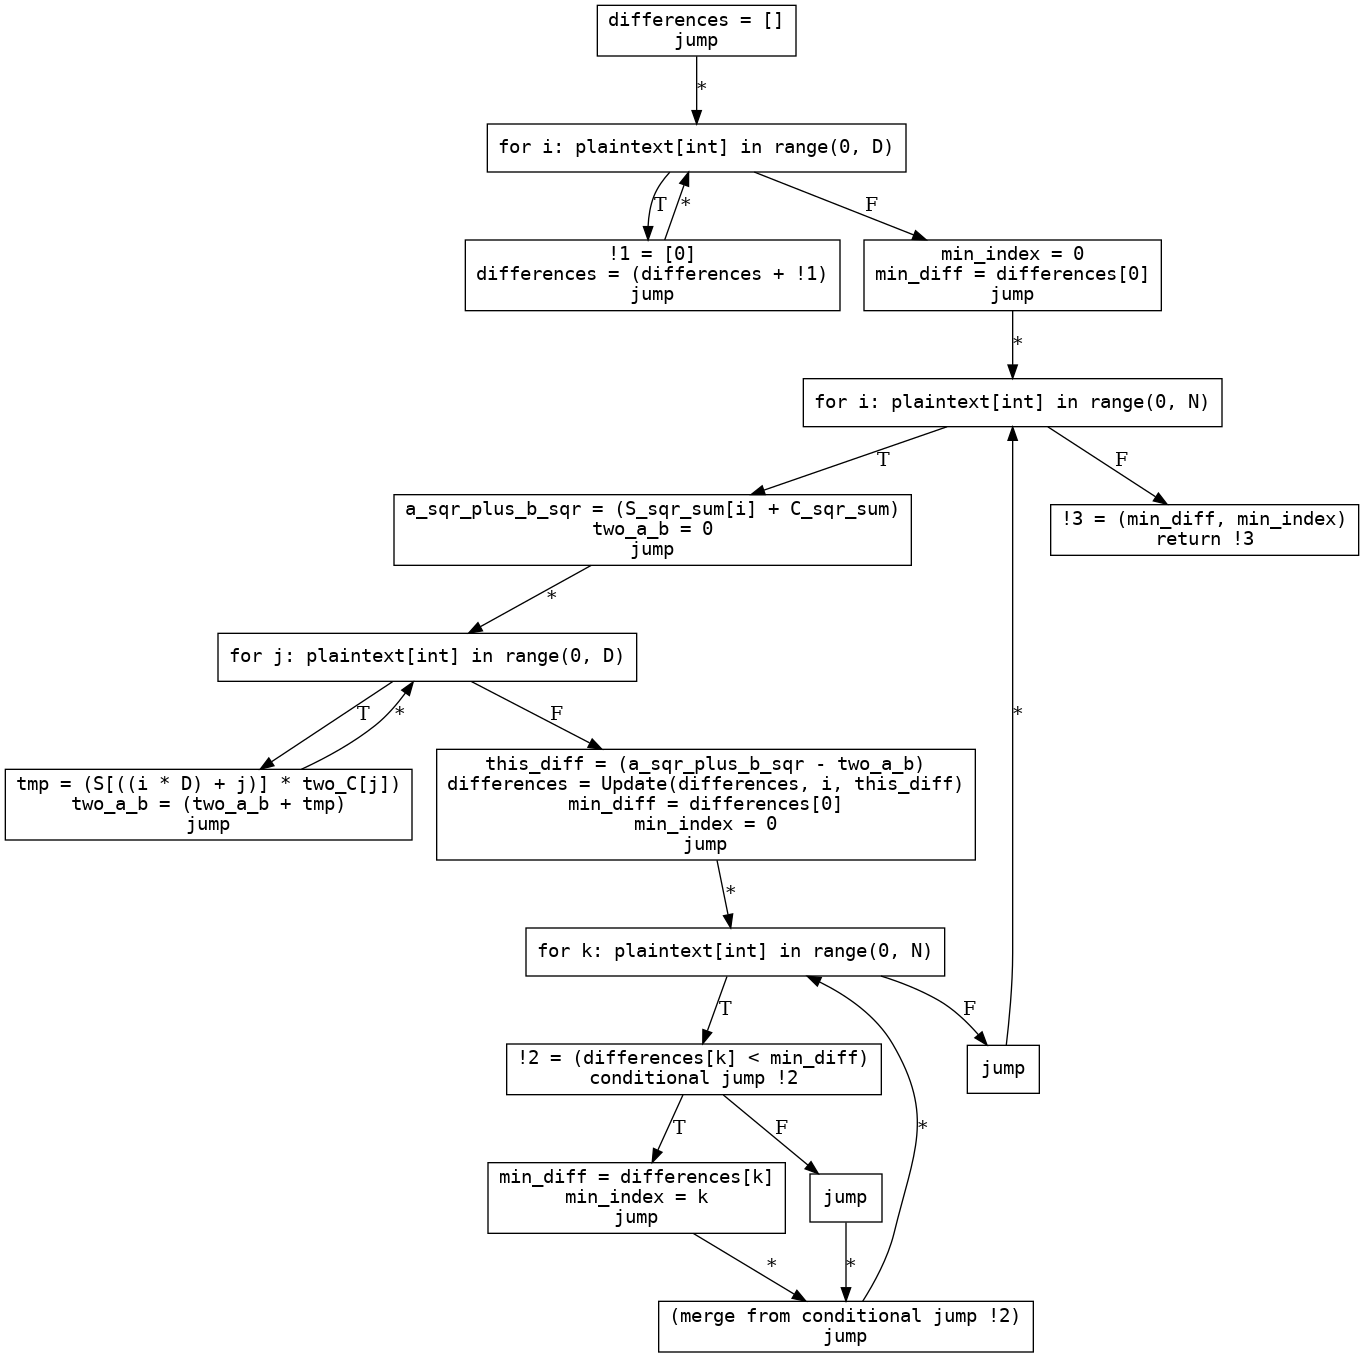 differences = []
jump
*
for i: plaintext[int] in range(0, D)
T
*
F
!1 = [0]
differences = (differences + !1)
jump
min_index = 0
min_diff = differences[0]
jump
*
for i: plaintext[int] in range(0, N)
T
F
a_sqr_plus_b_sqr = (S_sqr_sum[i] + C_sqr_sum)
two_a_b = 0
jump
!3 = (min_diff, min_index)
return !3
*
for j: plaintext[int] in range(0, D)
T
*
F
*
tmp = (S[((i * D) + j)] * two_C[j])
two_a_b = (two_a_b + tmp)
jump
this_diff = (a_sqr_plus_b_sqr - two_a_b)
differences = Update(differences, i, this_diff)
min_diff = differences[0]
min_index = 0
jump
*
for k: plaintext[int] in range(0, N)
T
F
!2 = (differences[k] < min_diff)
conditional jump !2
jump
T
F
*
min_diff = differences[k]
min_index = k
jump
jump
*
*
(merge from conditional jump !2)
jump